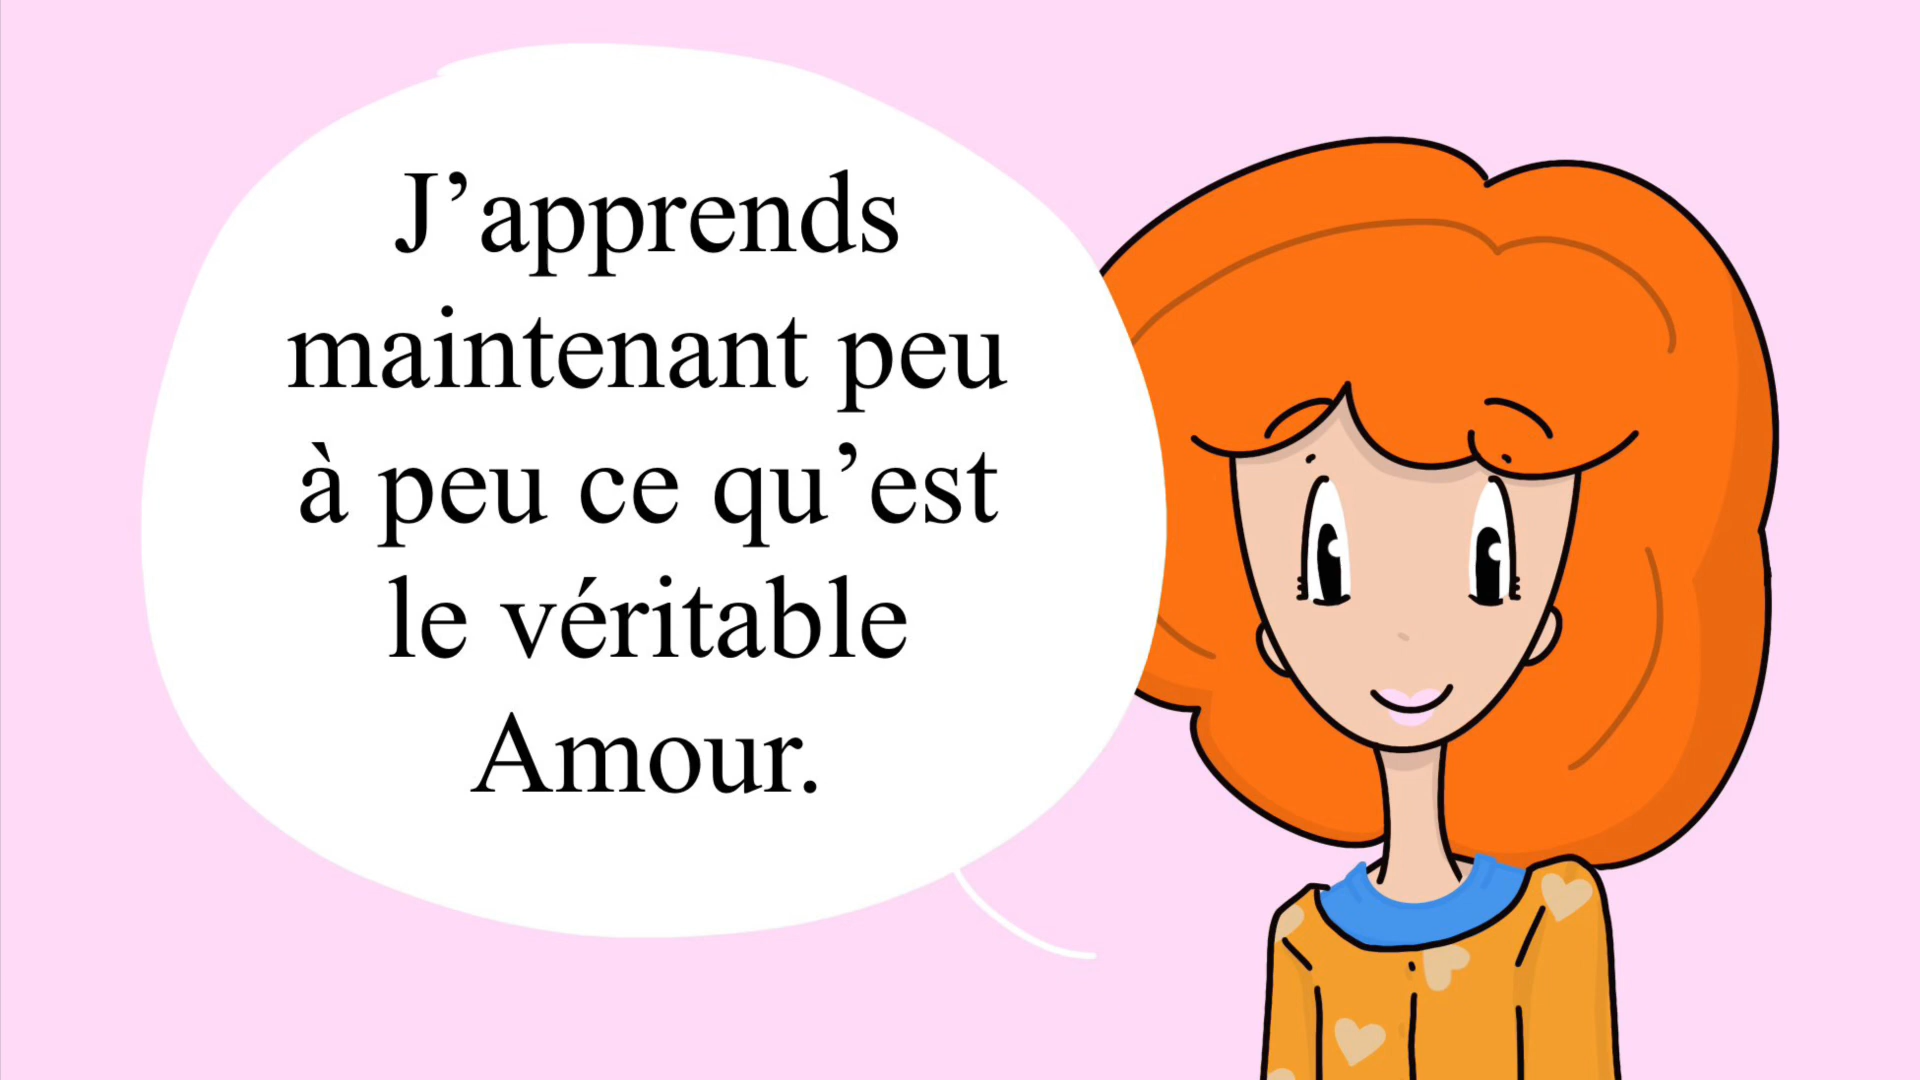 J’apprends
maintenant peu
à peu ce qu’est
le véritable
Amour.